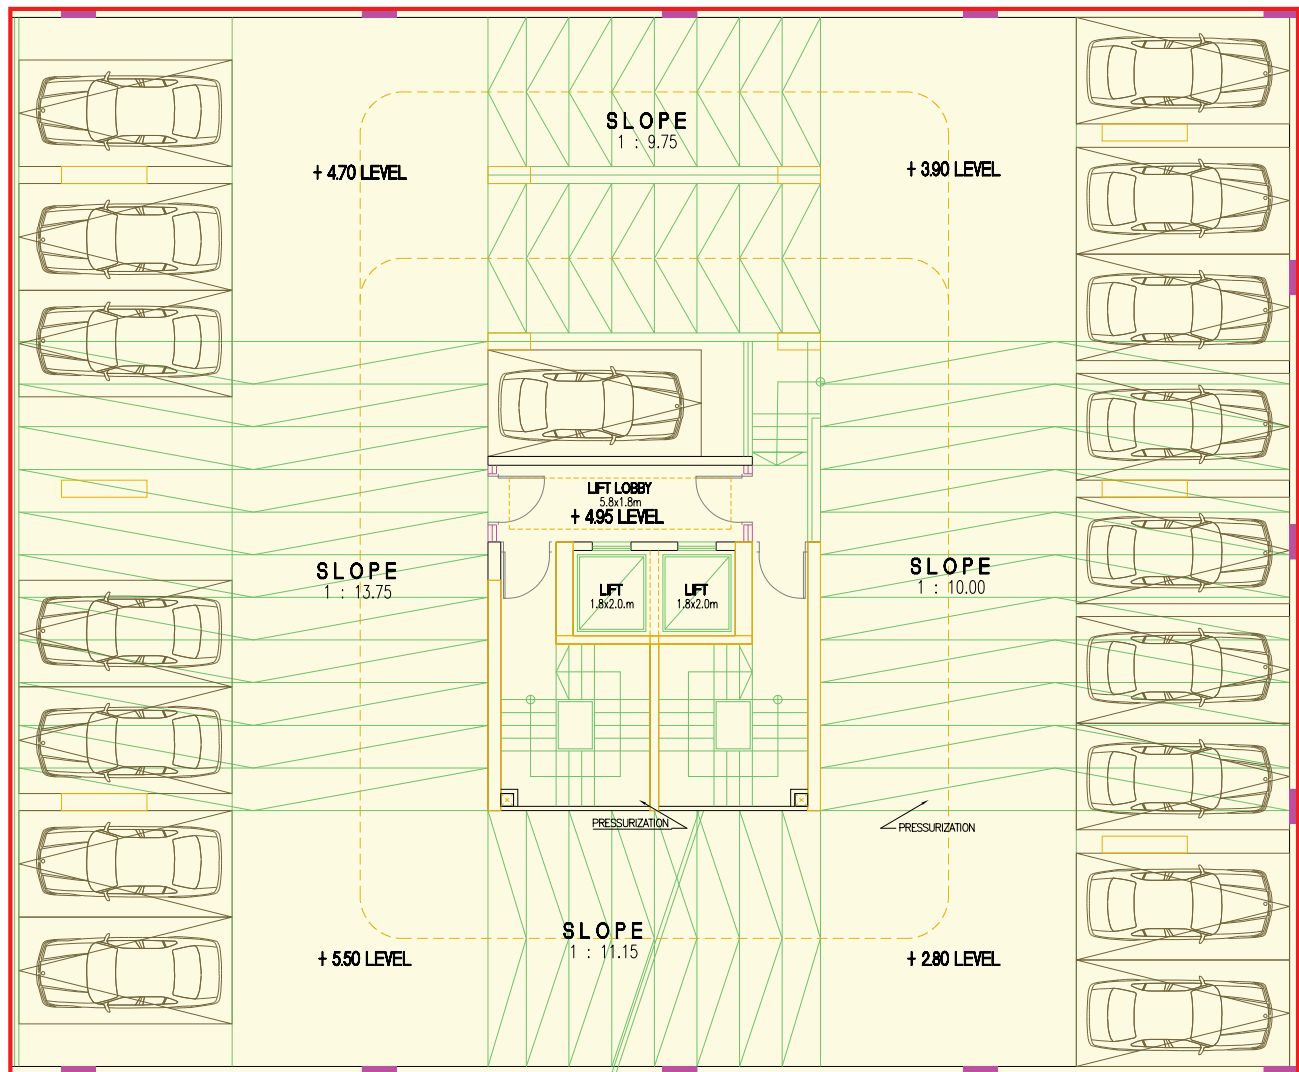 SLOPE
1 : 9.75
+ 4.70 LEVEL
+ 3.90 LEVEL
LIFT LOBBY
5.8x1.8m
+ 4.95 LEVEL
SLOPE
1 : 13.75
SLOPE
1 : 10.00
LIFT
1.8x2.0.m
LIFT
1.8x2.0m
PRESSURIZATION
PRESSURIZATION
SLOPE
1 : 11.15
+ 5.50 LEVEL
+ 2.80 LEVEL